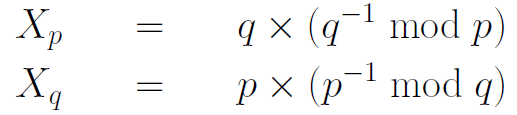 X_p = q × (q⁻¹ mod p)
X_q = p × (p⁻¹ mod q)